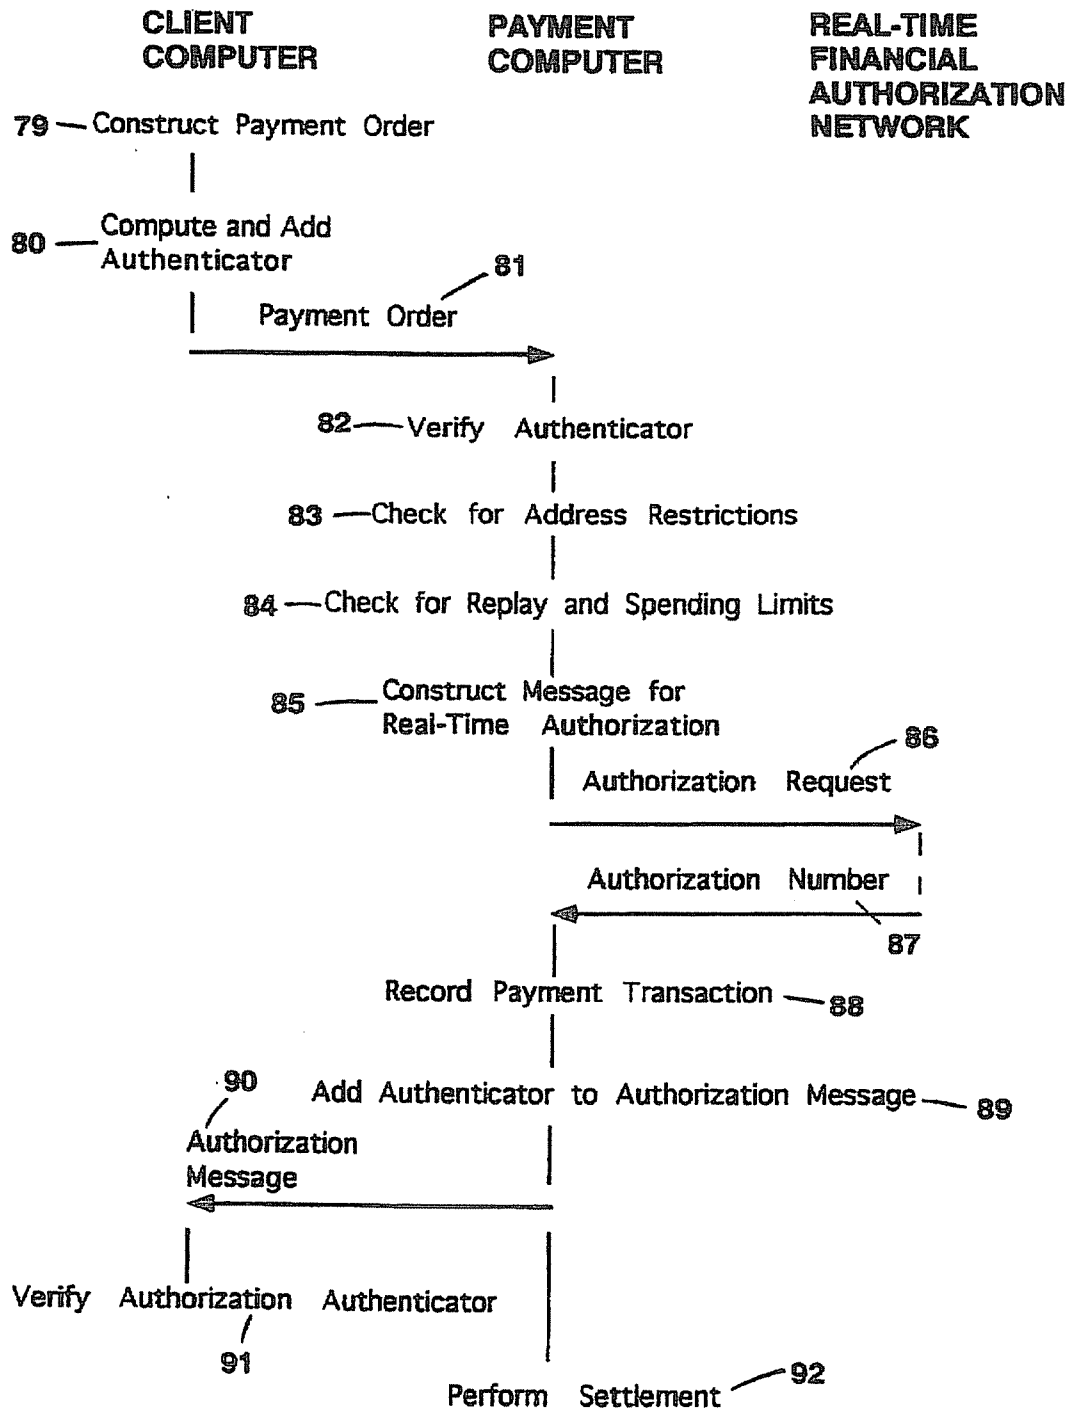 CLIENT
COMPUTER
PAYMENT
COMPUTER
REAL-TIME
FINANCIAL
AUTHORIZATION
NETWORK
79 Construct Payment Order
80 Compute and Add
Authenticator
81
Payment Order
82 Verify Authenticator
83 Check for Address Restrictions
84 Check for Replay and Spending Limits
85 Construct Message for
Real-Time Authorization
86
Authorization Request
Authorization Number
87
Record Payment Transaction 88
90
Add Authenticator to Authorization Message 89
Authorization
Message
Verify Authorization Authenticator
91
Perform Settlement 92